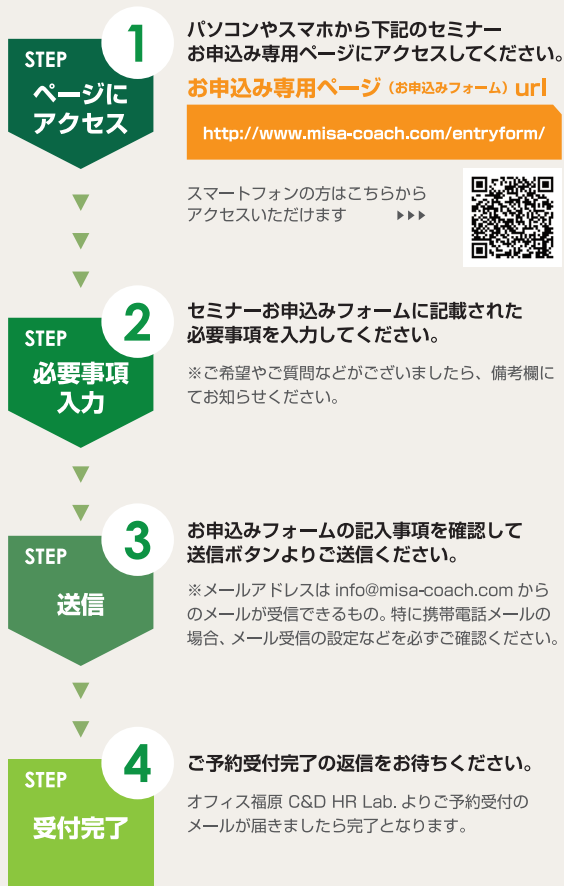 STEP 1
ページに
アクセス
パソコンやスマホから下記のセミナー
お申込み専用ページにアクセスしてください。
お申込み専用ページ（お申込みフォーム）url
http://www.misa-coach.com/entryform/
スマートフォンの方はこちらから
アクセスいただけます
STEP 2
必要事項
入力
セミナーお申込みフォームに記載された
必要事項を入力してください。
※ご希望やご質問などがございましたら、備考欄に
てお知らせください。
STEP 3
送信
お申込みフォームの記入事項を確認して
送信ボタンよりご送信ください。
※メールアドレスは info@misa-coach.com から
のメールが受信できるもの。特に携帯電話メールの
場合、メール受信の設定などを必ずご確認ください。
STEP 4
受付完了
ご予約受付完了の返信をお待ちください。
オフィス福原 C&D HR Lab. よりご予約受付の
メールが届きましたら完了となります。